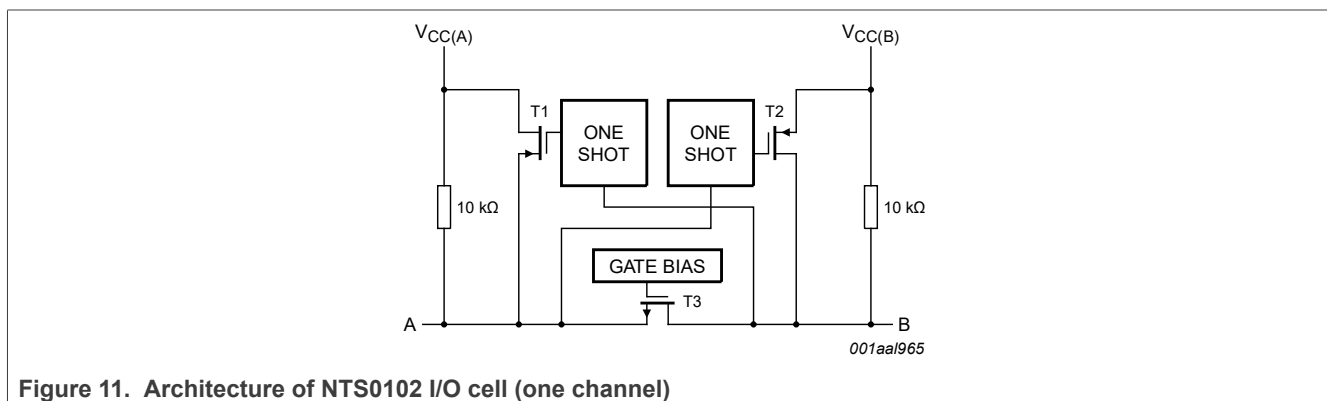 VCC(A) VCC(B)
T1 T2
ONE SHOT ONE SHOT
10 kΩ 10 kΩ
GATE BIAS
T3
A B
001aal965
Figure 11. Architecture of NTS0102 I/O cell (one channel)